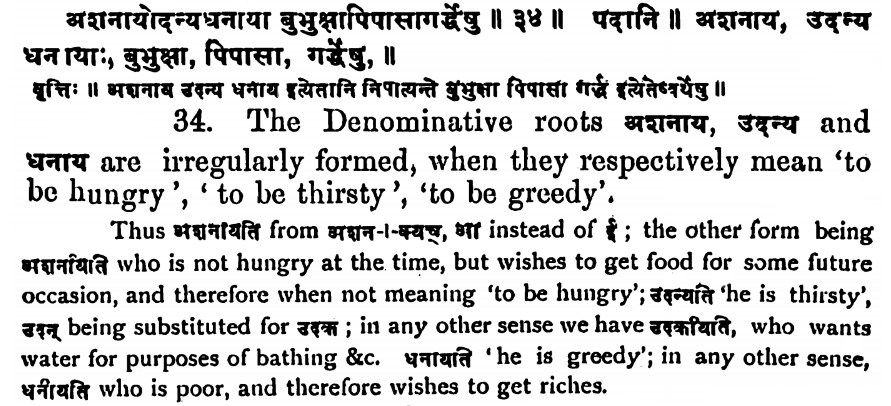 अशनायोदन्यधनाया बुभुक्षापिपासागर्द्धेषु ॥ ३४ ॥ पदानि ॥ अशनाय, उदन्य
धनायाः, बुभुक्षा, पिपासा, गर्द्धेषु, ॥
वृत्तिः ॥ अशनाय उदन्य धनाय इत्येतानि निपात्यन्ते बुभुक्षा पिपासा गर्द्ध इत्येतेष्वर्थेषु ॥
34. The Denominative roots अशनाय, उदन्य and
धनाय are irregularly formed, when they respectively mean ‘to
be hungry’, ‘ to be thirsty’, ‘to be greedy’.
Thus अशनायति from अशन-।-क्यच्, आ instead of ई ; the other form being
अशनीयति who is not hungry at the time, but wishes to get food for some future
occasion, and therefore when not meaning ‘to be hungry’; उदन्यति ‘he is thirsty’,
उदन् being substituted for उदक ; in any other sense we have उदकीयति, who wants
water for purposes of bathing &c. धनायति ‘ he is greedy’; in any other sense,
धनीयति who is poor, and therefore wishes to get riches.